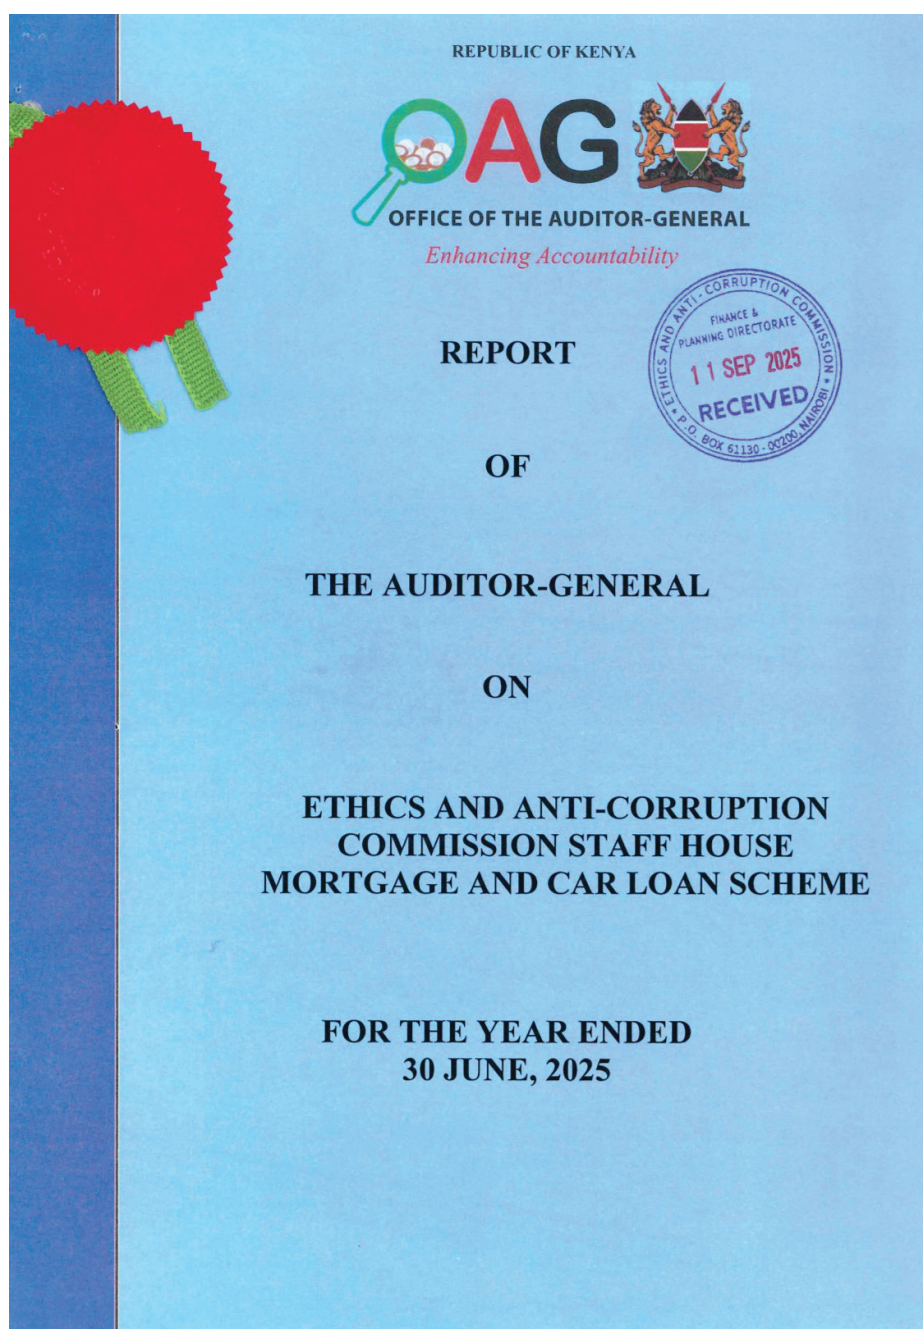 REPUBLIC OF KENYA
OAG
OFFICE OF THE AUDITOR-GENERAL
Enhancing Accountability
ETHICS AND ANTI-CORRUPTION COMMISSION
FINANCE &
PLANNING DIRECTORATE
11 SEP 2025
RECEIVED
P.O. BOX 61130-00200, NAIROBI
REPORT
OF
THE AUDITOR-GENERAL
ON
ETHICS AND ANTI-CORRUPTION
COMMISSION STAFF HOUSE
MORTGAGE AND CAR LOAN SCHEME
FOR THE YEAR ENDED
30 JUNE, 2025